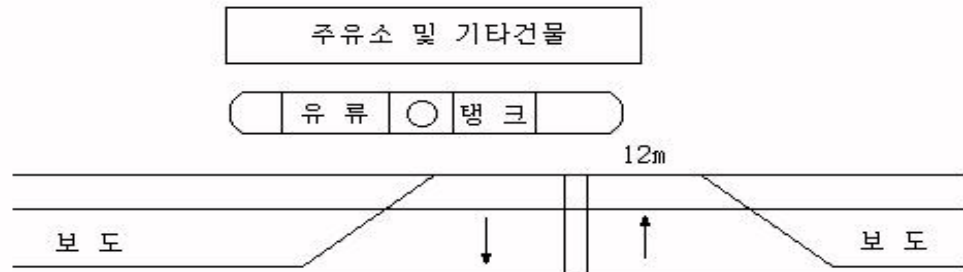 주유소 및 기타건물
유 류 탱 크
12m
보 도 보 도